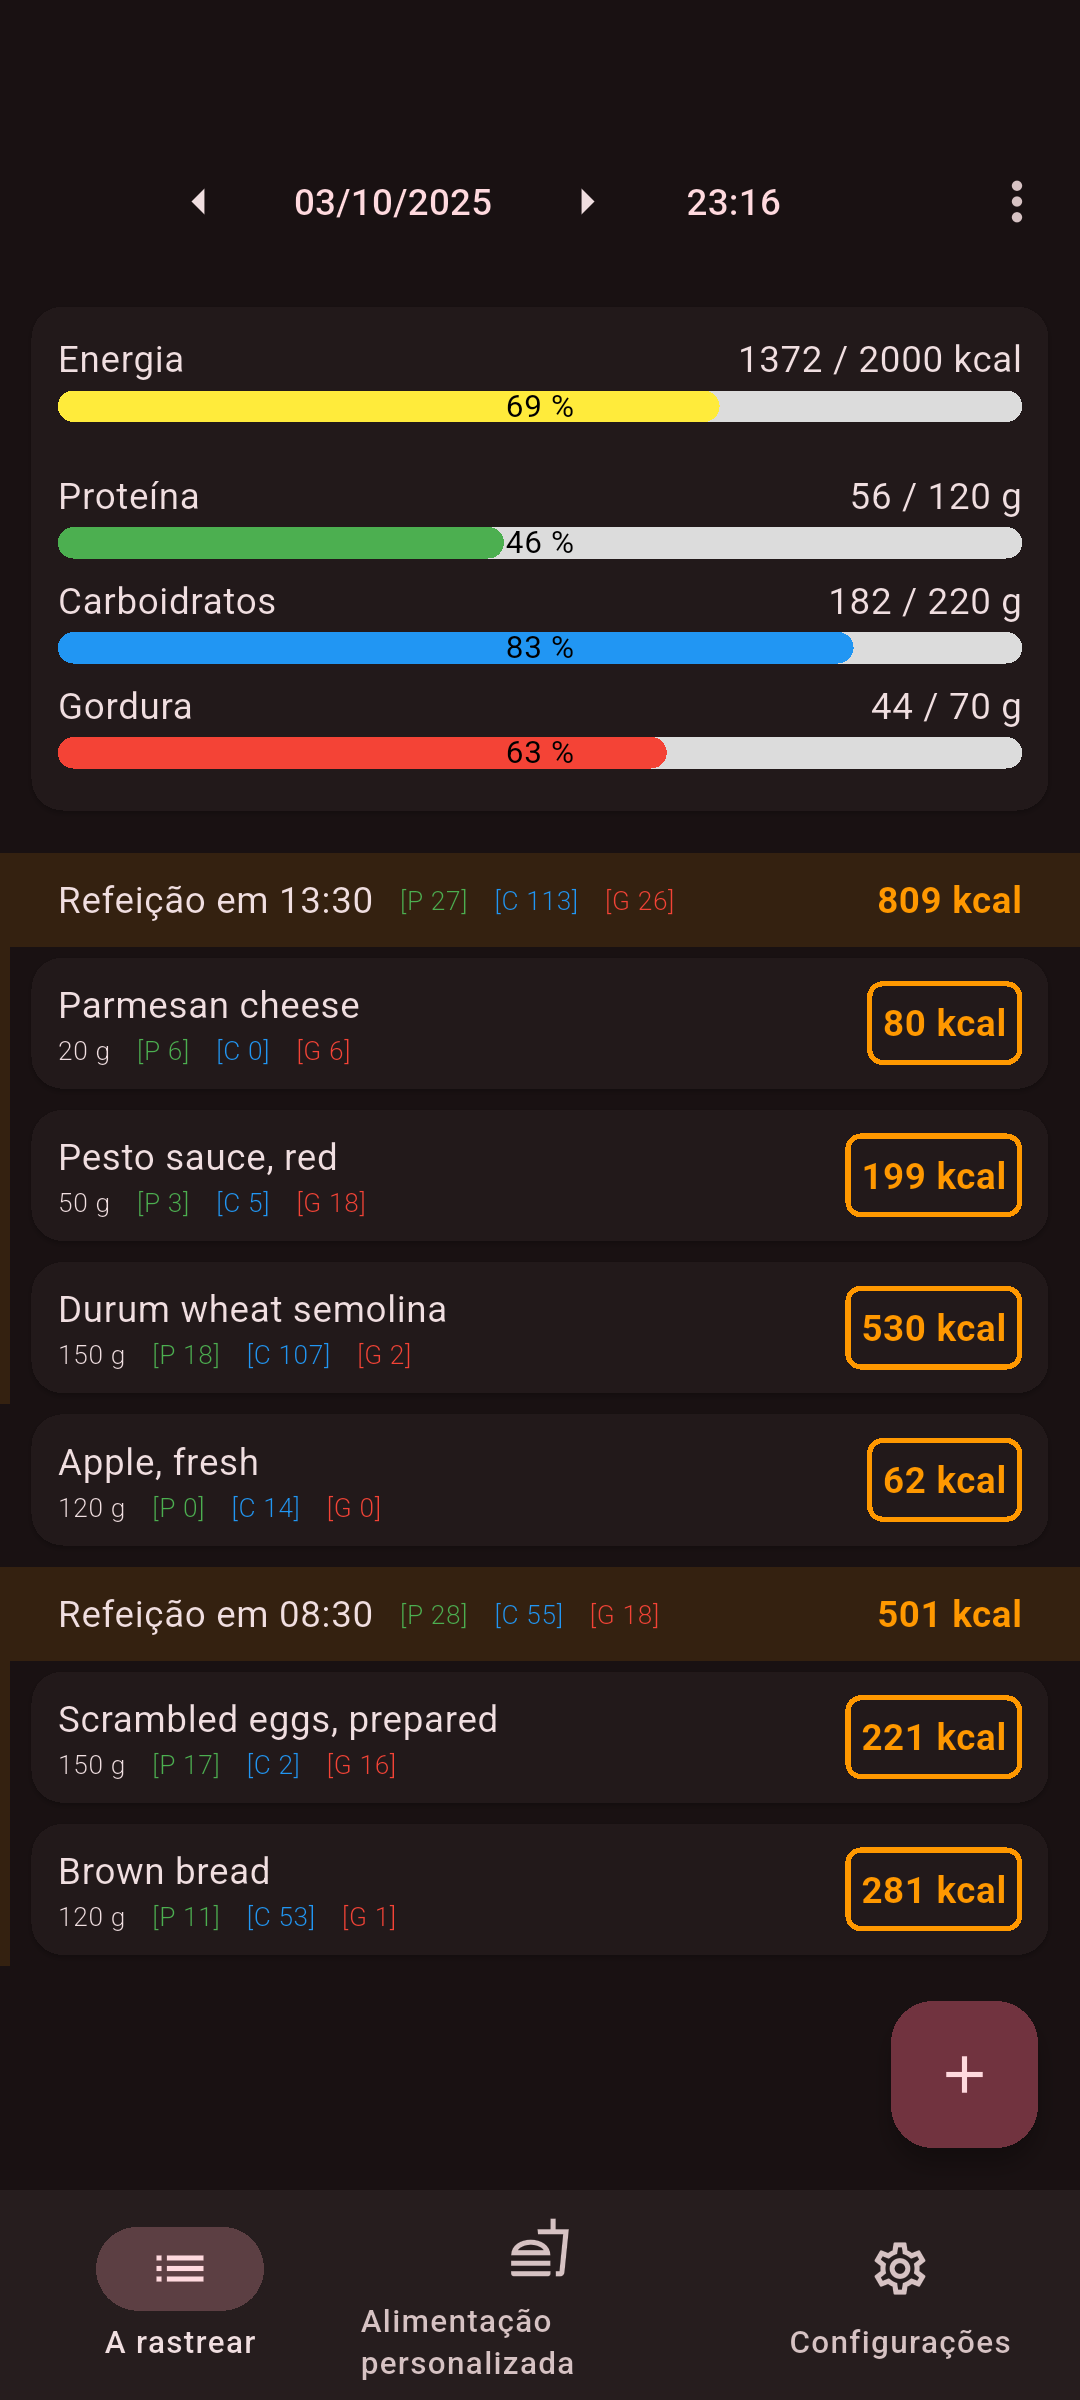 03/10/2025 23:16
Energia 1372 / 2000 kcal
69 %
Proteína 56 / 120 g
46 %
Carboidratos 182 / 220 g
83 %
Gordura 44 / 70 g
63 %
Refeição em 13:30 [P 27] [C 113] [G 26] 809 kcal
Parmesan cheese
20 g [P 6] [C 0] [G 6]
80 kcal
Pesto sauce, red
50 g [P 3] [C 5] [G 18]
199 kcal
Durum wheat semolina
150 g [P 18] [C 107] [G 2]
530 kcal
Apple, fresh
120 g [P 0] [C 14] [G 0]
62 kcal
Refeição em 08:30 [P 28] [C 55] [G 18] 501 kcal
Scrambled eggs, prepared
150 g [P 17] [C 2] [G 16]
221 kcal
Brown bread
120 g [P 11] [C 53] [G 1]
281 kcal
A rastrear
Alimentação
personalizada
Configurações